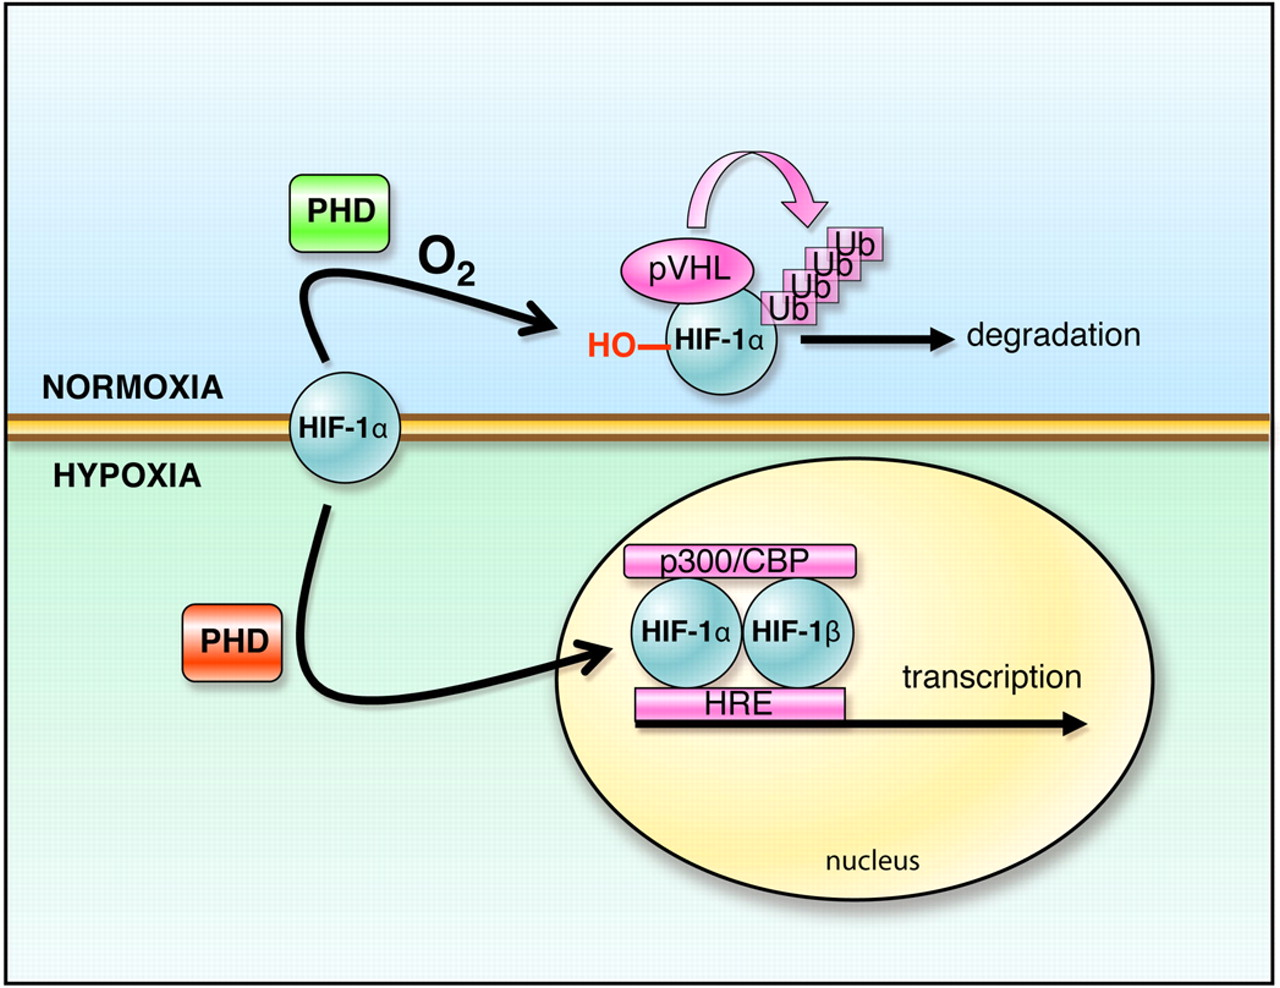 PHD
O2
pVHL
Ub
Ub
Ub
Ub
HO
HIF-1α
degradation
NORMOXIA
HIF-1α
HYPOXIA
p300/CBP
HIF-1α HIF-1β
PHD
HRE
transcription
nucleus